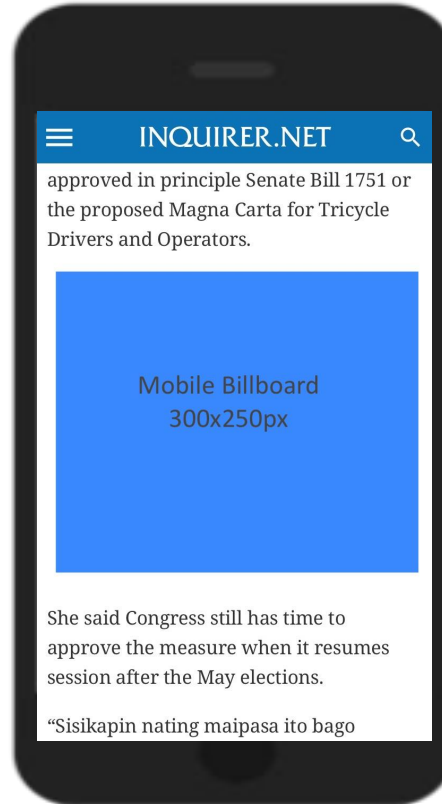 INQUIRER.NET
approved in principle Senate Bill 1751 or
the proposed Magna Carta for Tricycle
Drivers and Operators.
Mobile Billboard
300x250px
She said Congress still has time to
approve the measure when it resumes
session after the May elections.
“Sisikapin nating maipasa ito bago